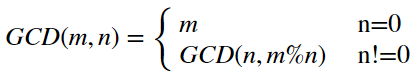 GCD(m, n) = { m n=0
GCD(n, m%n) n!=0